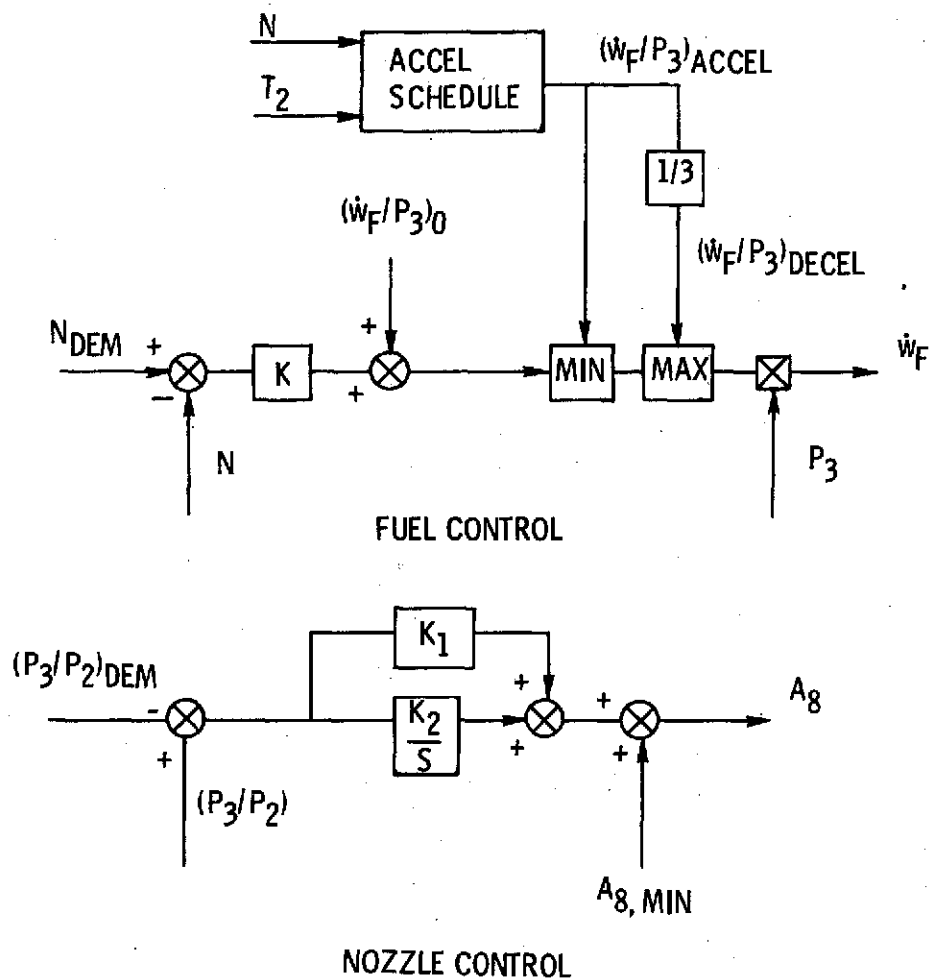 N
ACCEL
SCHEDULE
T2
(ẇF/P3)ACCEL
1/3
(ẇF/P3)0
(ẇF/P3)DECEL
NDEM
+
−
K
+
+
MIN
MAX
ẇF
N
P3
FUEL CONTROL
K1
(P3/P2)DEM
-
+
K2
S
+
+
+
+
A8
(P3/P2)
A8, MIN
NOZZLE CONTROL